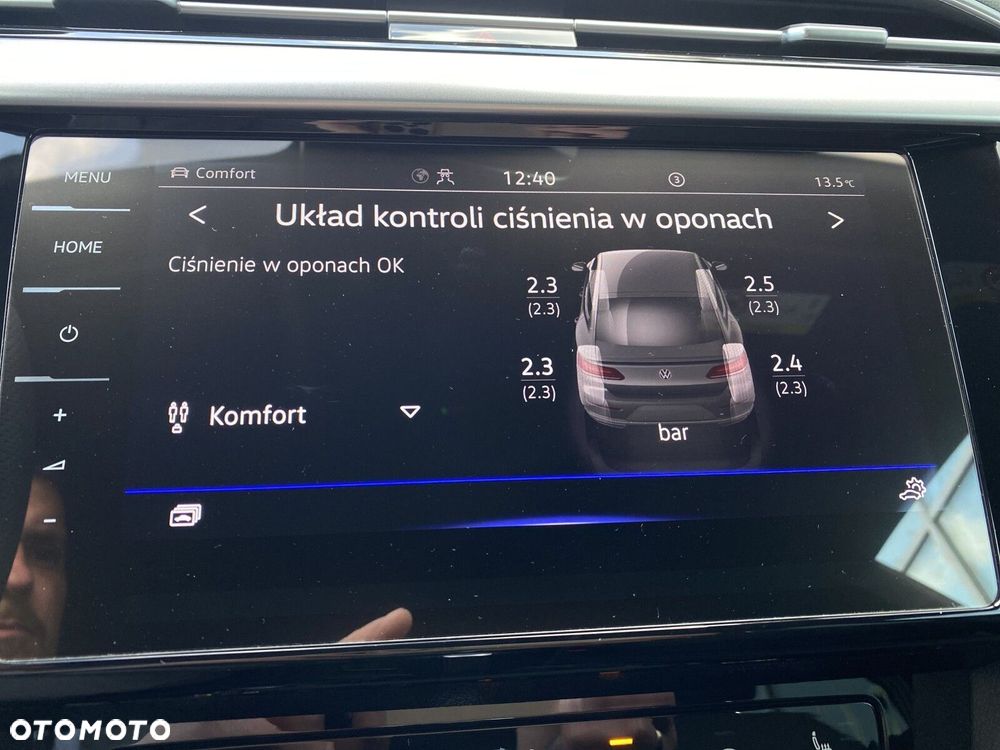 MENU
Comfort
12:40
3
13.5°C
< Układ kontroli ciśnienia w oponach >
HOME
Ciśnienie w oponach OK
2.3
(2.3)
2.5
(2.3)
2.3
(2.3)
2.4
(2.3)
Komfort
bar
+
-
OTOMOTO